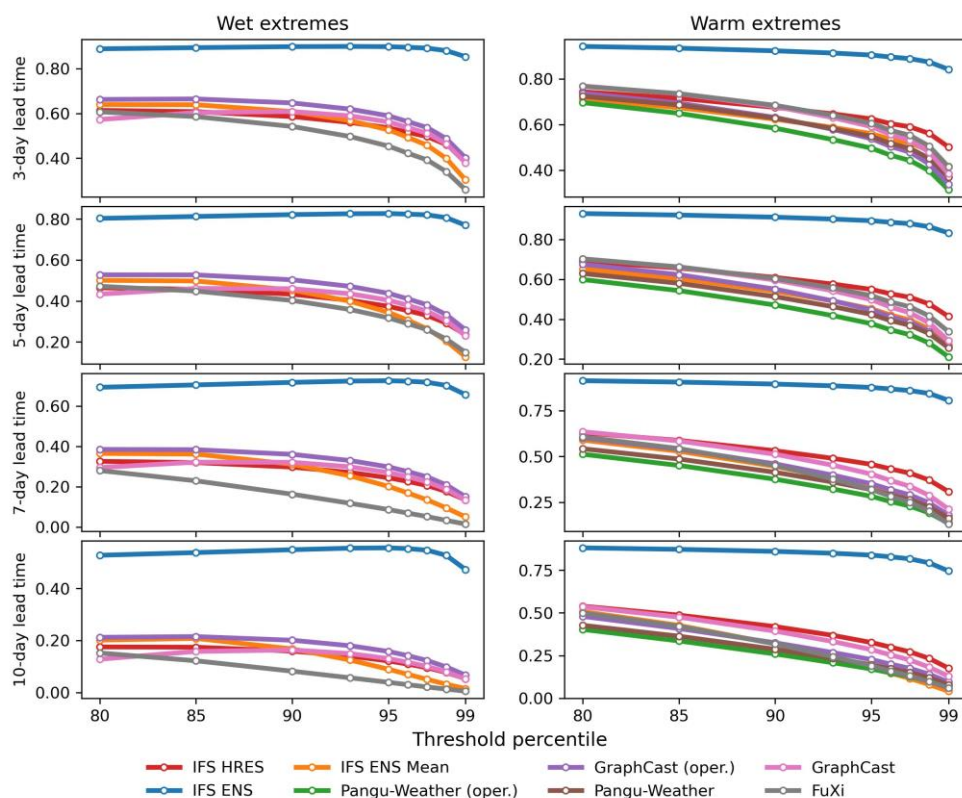 Wet extremes
Warm extremes
3-day lead time
0.80
0.60
0.40
0.80
0.60
0.40
5-day lead time
0.80
0.60
0.40
0.20
0.80
0.60
0.40
0.20
7-day lead time
0.60
0.40
0.20
0.00
0.75
0.50
0.25
10-day lead time
0.40
0.20
0.00
0.75
0.50
0.25
0.00
80 85 90 95 99
80 85 90 95 99
Threshold percentile
IFS HRES IFS ENS Mean GraphCast (oper.) GraphCast
IFS ENS Pangu-Weather (oper.) Pangu-Weather FuXi